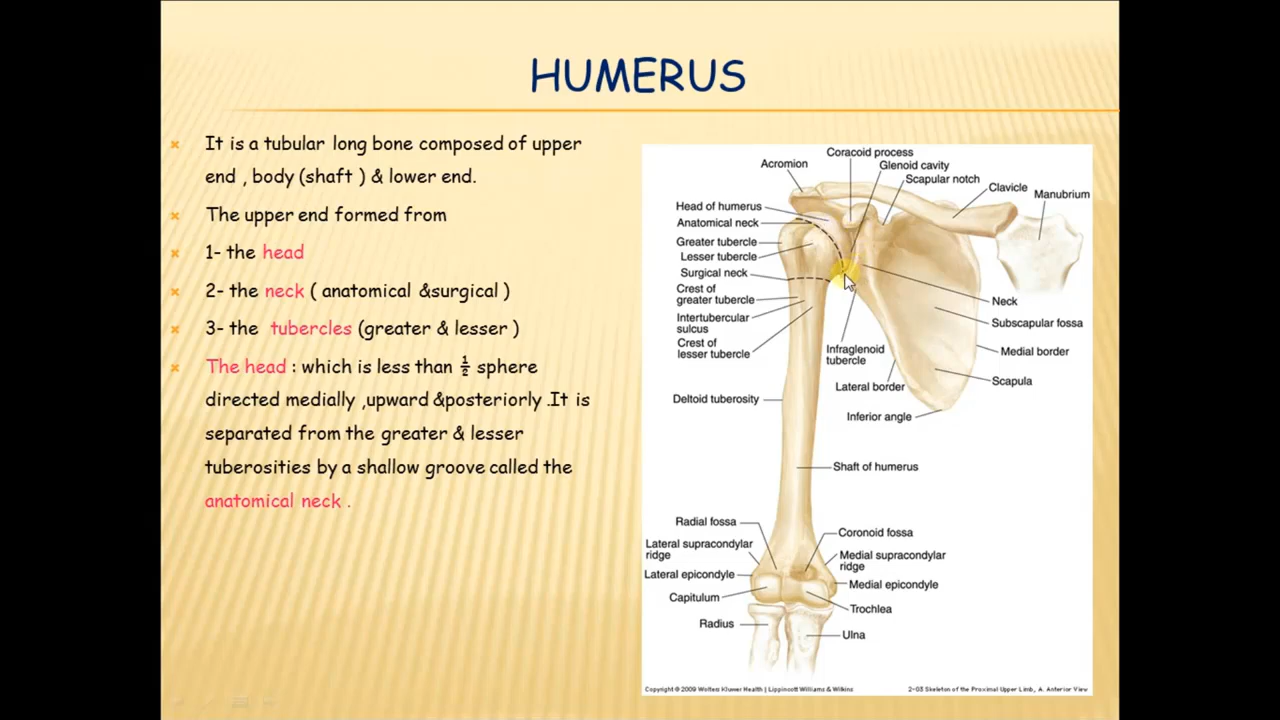 HUMERUS
It is a tubular long bone composed of upper
end , body (shaft ) & lower end.
The upper end formed from
1- the head
2- the neck ( anatomical &surgical )
3- the tubercles (greater & lesser )
The head : which is less than ½ sphere
directed medially ,upward &posteriorly .It is
separated from the greater & lesser
tuberosities by a shallow groove called the
anatomical neck .
Coracoid process
Acromion
Glenoid cavity
Scapular notch
Clavicle
Manubrium
Head of humerus
Anatomical neck
Greater tubercle
Lesser tubercle
Surgical neck
Crest of
greater tubercle
Intertubercular
sulcus
Crest of
lesser tubercle
Neck
Subscapular fossa
Infraglenoid
tubercle
Medial border
Lateral border
Scapula
Inferior angle
Deltoid tuberosity
Shaft of humerus
Radial fossa
Coronoid fossa
Lateral supracondylar
ridge
Medial supracondylar
ridge
Lateral epicondyle
Medial epicondyle
Capitulum
Trochlea
Radius
Ulna
Copyright © 2009 Wolters Kluwer Health | Lippincott Williams & Wilkins
2-03 Skeleton of the Proximal Upper Limb, A. Anterior View